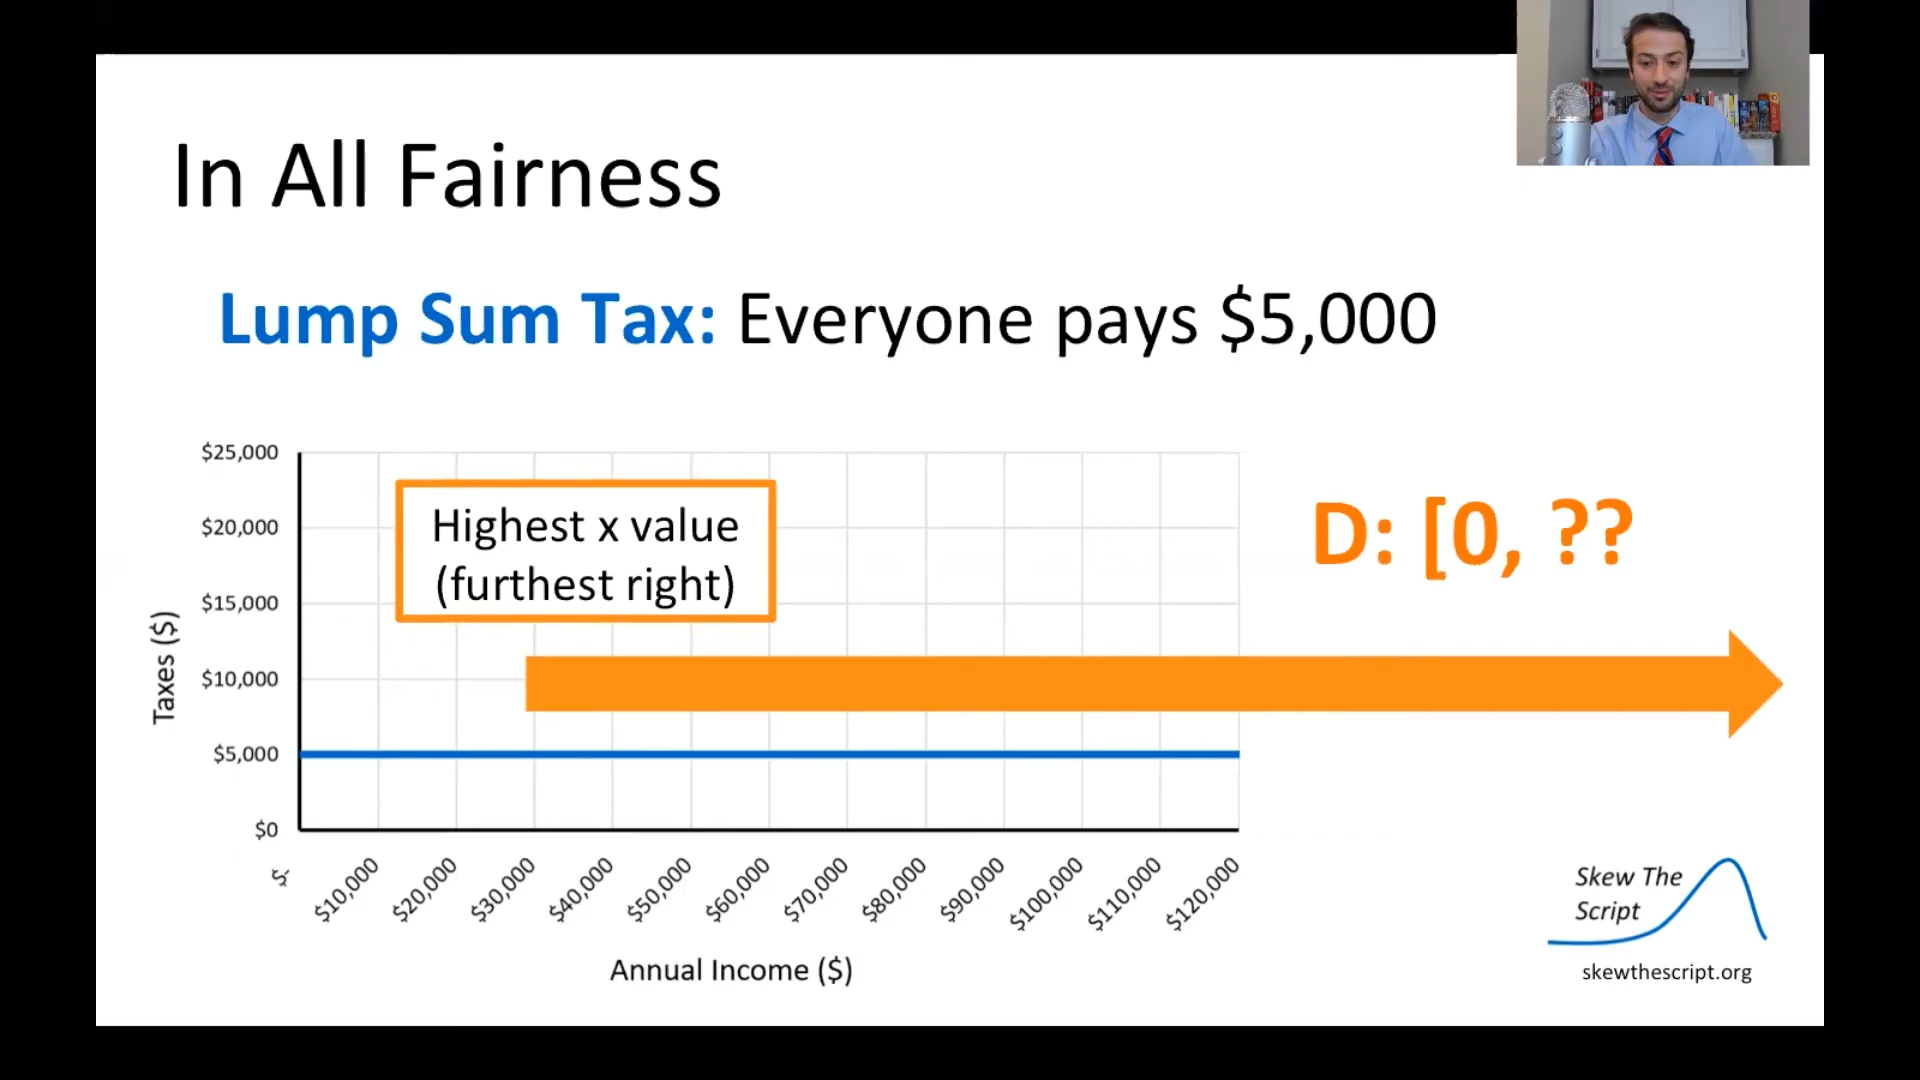 In All Fairness
Lump Sum Tax: Everyone pays $5,000
$25,000
$20,000
$15,000
$10,000
$5,000
$0
Taxes ($)
Highest x value
(furthest right)
D: [0, ??
$-
$10,000
$20,000
$30,000
$40,000
$50,000
$60,000
$70,000
$80,000
$90,000
$100,000
$110,000
$120,000
Annual Income ($)
Skew The
Script
skewthescript.org